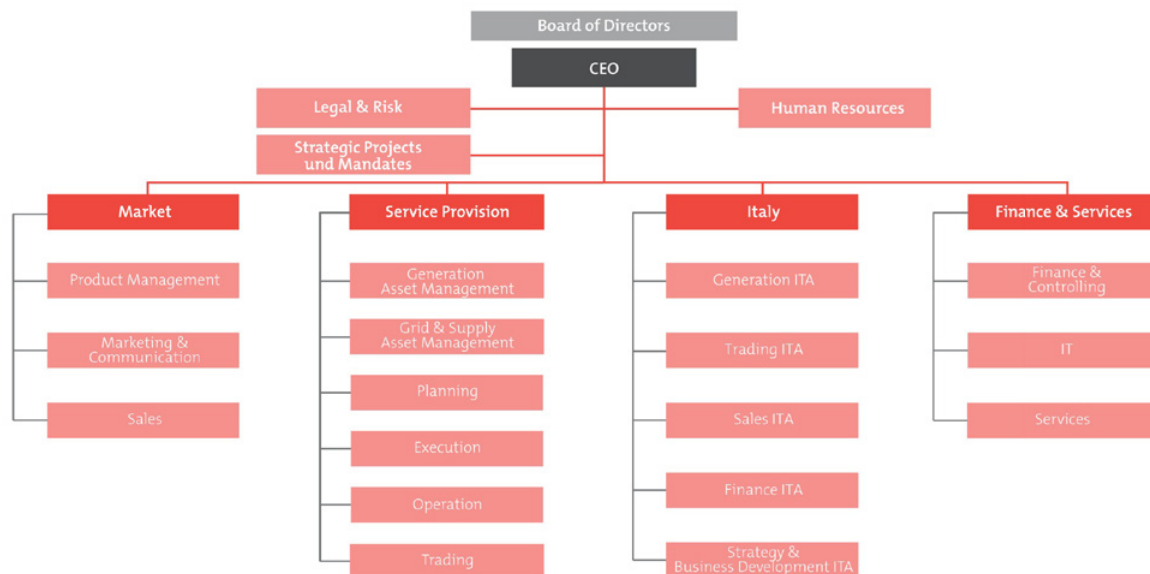 Board of Directors
CEO
Legal & Risk
Human Resources
Strategic Projects
und Mandates
Market
Service Provision
Italy
Finance & Services
Product Management
Marketing &
Communication
Sales
Generation
Asset Management
Grid & Supply
Asset Management
Planning
Execution
Operation
Trading
Generation ITA
Trading ITA
Sales ITA
Finance ITA
Strategy &
Business Development ITA
Finance &
Controlling
IT
Services